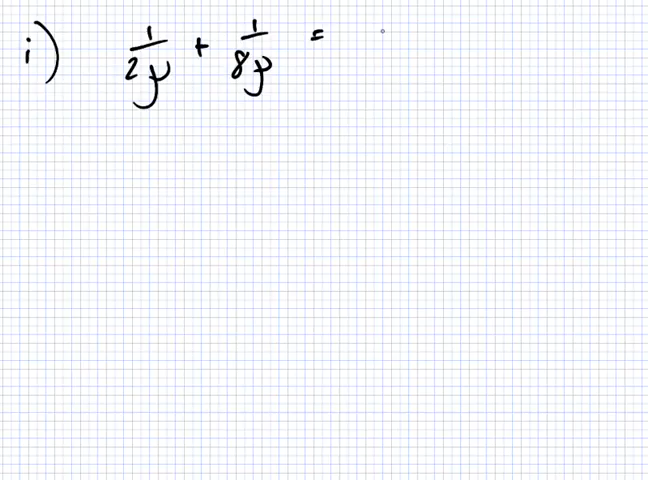 i) 1/2y + 1/8y =